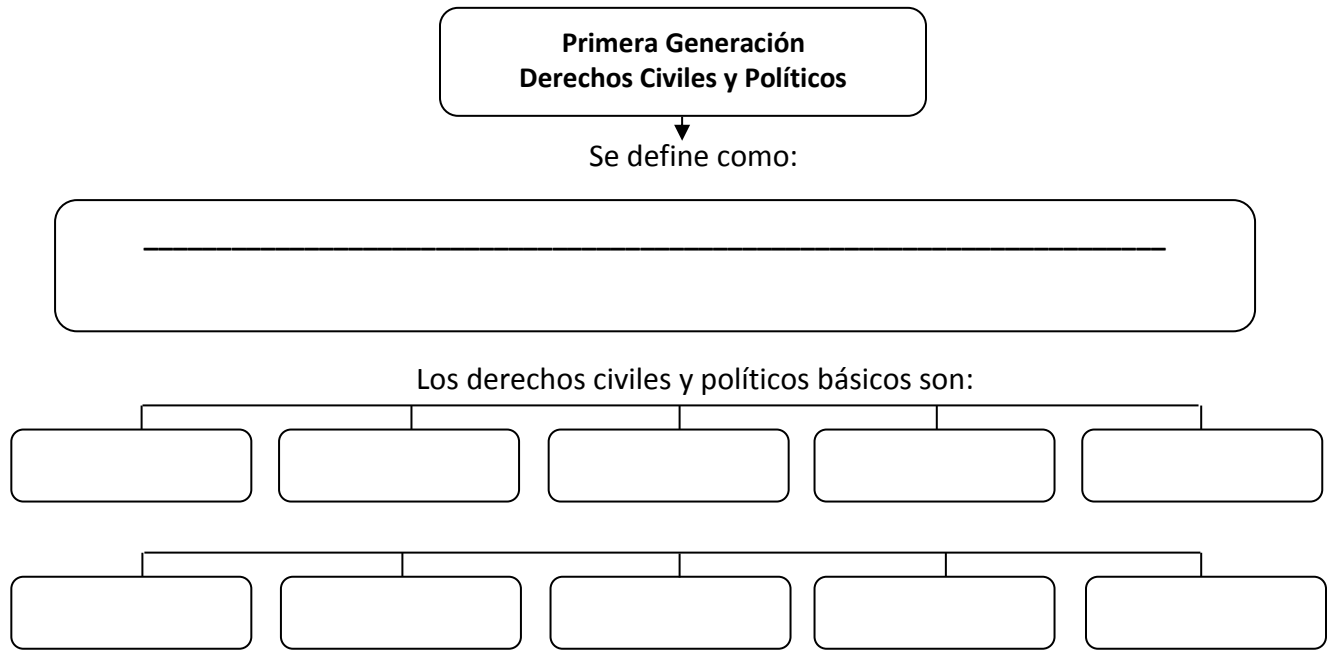 Primera Generación
Derechos Civiles y Políticos
Se define como:
Los derechos civiles y políticos básicos son: